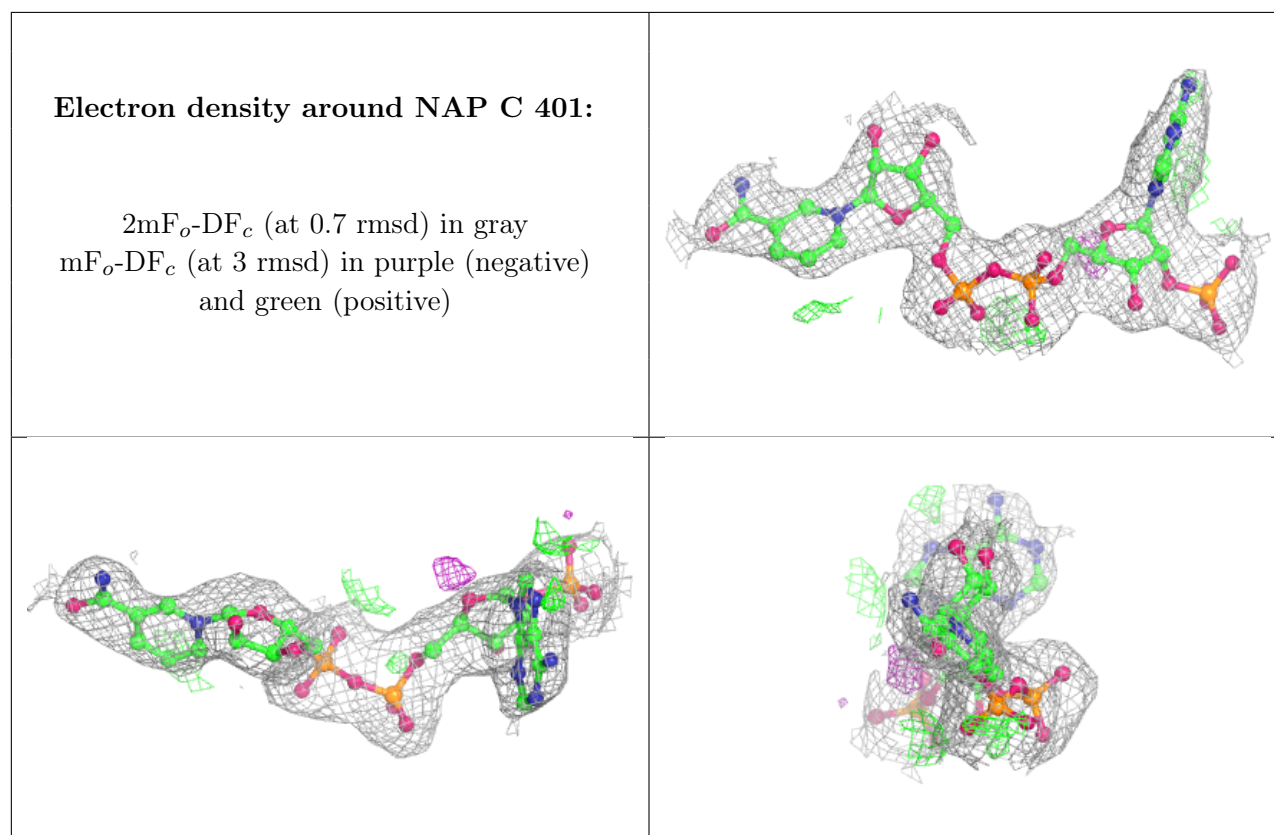 Electron density around NAP C 401:
2mFₒ-DF𝒸 (at 0.7 rmsd) in gray
mFₒ-DF𝒸 (at 3 rmsd) in purple (negative)
and green (positive)